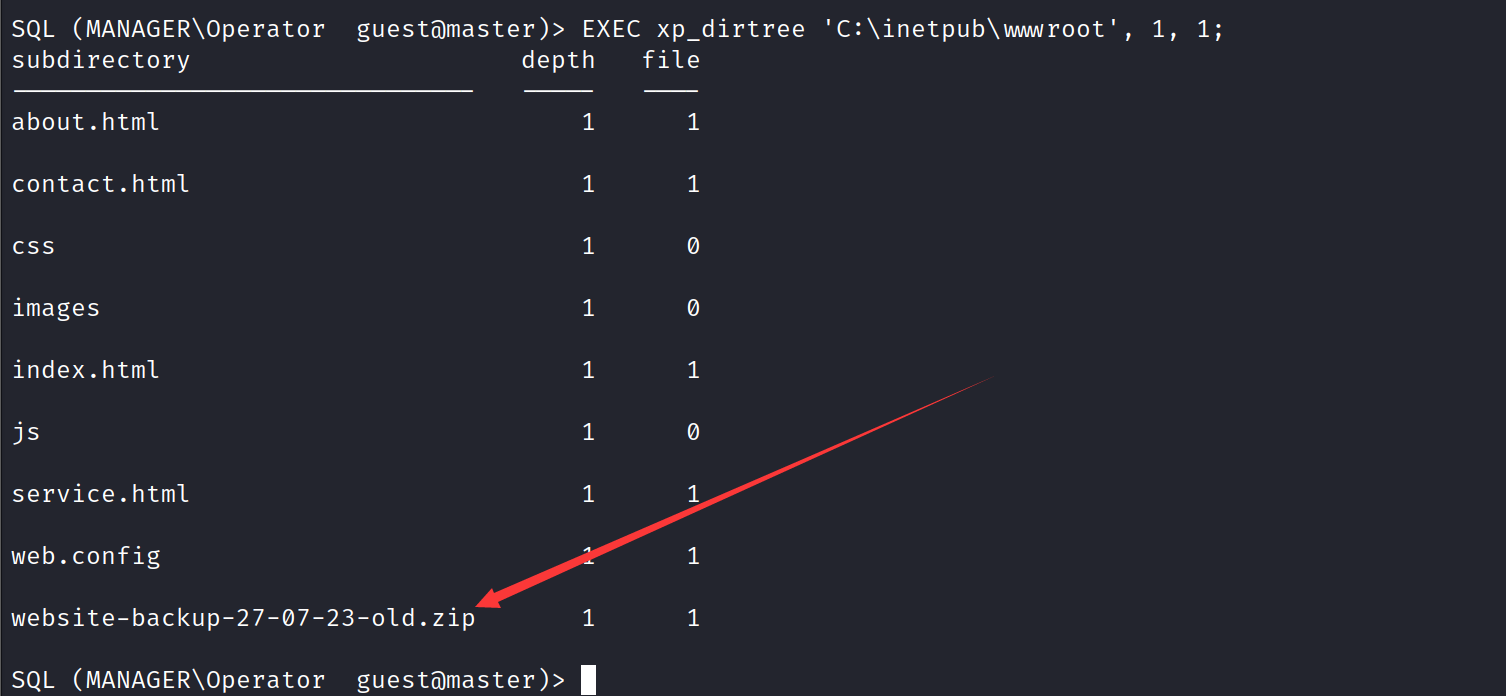 SQL (MANAGER\Operator  guest@master)> EXEC xp_dirtree 'C:\inetpub\wwwroot', 1, 1;
subdirectory                       depth   file
-------------------------------   -----   ----
about.html                             1      1
contact.html                           1      1
css                                    1      0
images                                 1      0
index.html                             1      1
js                                     1      0
service.html                           1      1
web.config                             1      1
website-backup-27-07-23-old.zip        1      1
SQL (MANAGER\Operator  guest@master)>